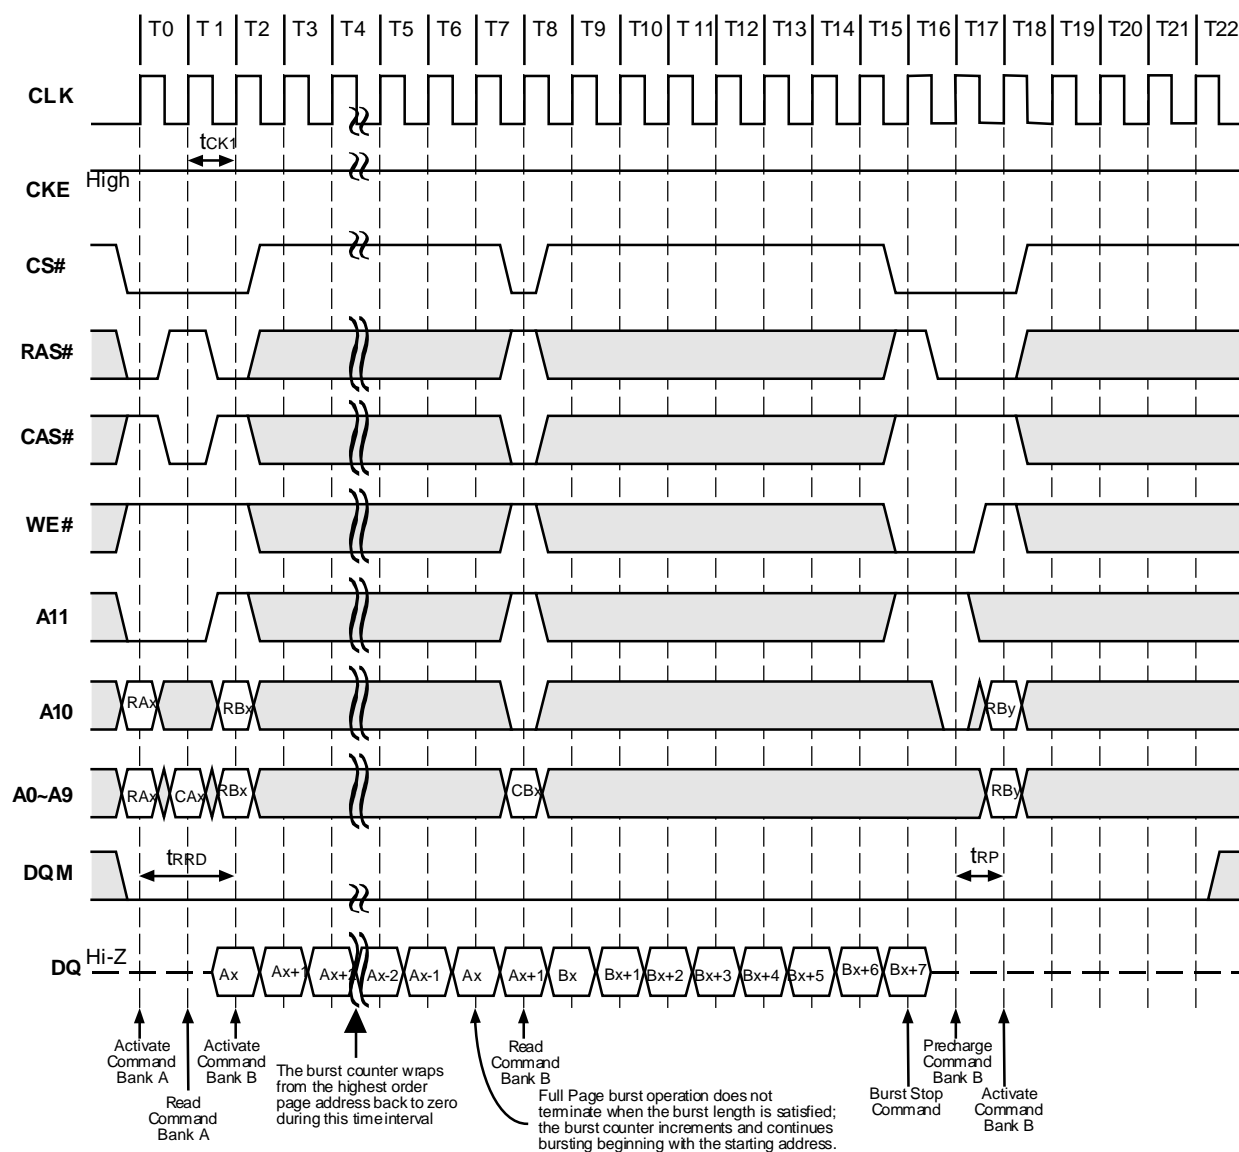 T0 T 1 T2 T3 T4 T5 T6 T7 T8 T9 T10 T 11 T12 T13 T14 T15 T16 T17 T18 T19 T20 T21 T22
CLK
tCK1
High
CKE
CS#
RAS#
CAS#
WE#
A11
A10 RAx RBx RBy
A0~A9 RAx CAx RBx CBx RBy
DQM tRRD tRP
DQ Hi-Z Ax Ax+1 Ax+2 Ax-2 Ax-1 Ax Ax+1 Bx Bx+1 Bx+2 Bx+3 Bx+4 Bx+5 Bx+6 Bx+7
Activate
Command
Bank A
Read
Command
Bank A
Activate
Command
Bank B
The burst counter wraps
from the highest order
page address back to zero
during this time interval
Read
Command
Bank B
Full Page burst operation does not
terminate when the burst length is satisfied;
the burst counter increments and continues
bursting beginning with the starting address.
Burst Stop
Command
Precharge
Command
Bank B
Activate
Command
Bank B